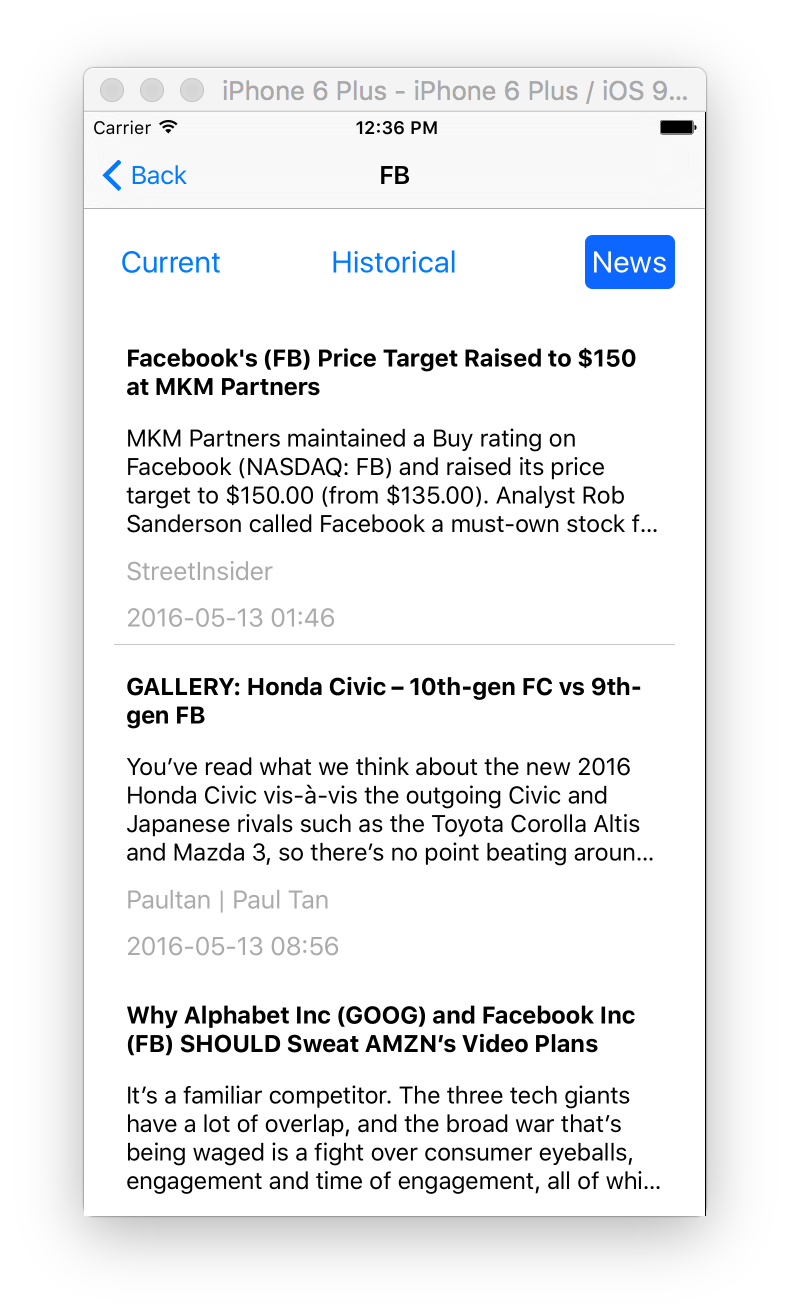 iPhone 6 Plus - iPhone 6 Plus / iOS 9...
Carrier 12:36 PM
Back FB
Current Historical News
Facebook's (FB) Price Target Raised to $150
at MKM Partners
MKM Partners maintained a Buy rating on
Facebook (NASDAQ: FB) and raised its price
target to $150.00 (from $135.00). Analyst Rob
Sanderson called Facebook a must-own stock f...
StreetInsider
2016-05-13 01:46
GALLERY: Honda Civic – 10th-gen FC vs 9th-
gen FB
You’ve read what we think about the new 2016
Honda Civic vis-à-vis the outgoing Civic and
Japanese rivals such as the Toyota Corolla Altis
and Mazda 3, so there’s no point beating aroun...
Paultan | Paul Tan
2016-05-13 08:56
Why Alphabet Inc (GOOG) and Facebook Inc
(FB) SHOULD Sweat AMZN’s Video Plans
It’s a familiar competitor. The three tech giants
have a lot of overlap, and the broad war that’s
being waged is a fight over consumer eyeballs,
engagement and time of engagement, all of whi...